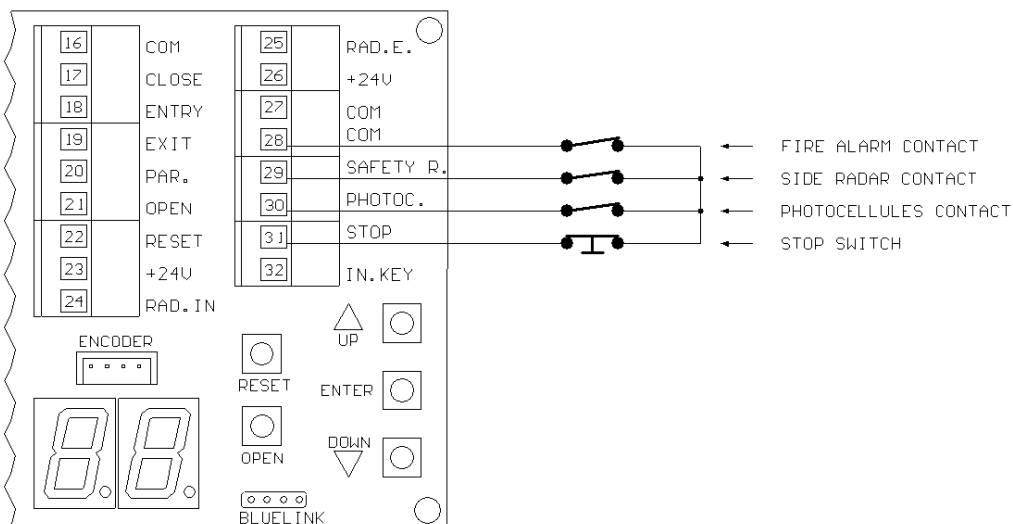 16 COM
17 CLOSE
18 ENTRY
19 EXIT
20 PAR.
21 OPEN
22 RESET
23 +24V
24 RAD.IN
25 RAD.E.
26 +24V
27 COM
28 COM
29 SAFETY R.
30 PHOTOC.
31 STOP
32 IN.KEY
FIRE ALARM CONTACT
SIDE RADAR CONTACT
PHOTOCELLULES CONTACT
STOP SWITCH
ENCODER
RESET
OPEN
UP
ENTER
DOWN
88
BLUELINK